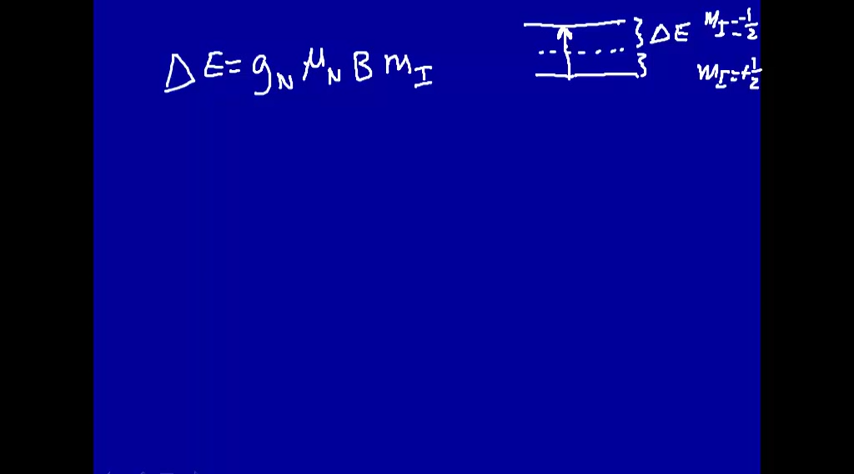 ΔE = g_N μ_N B m_I
ΔE
m_I = -1/2
m_I = +1/2